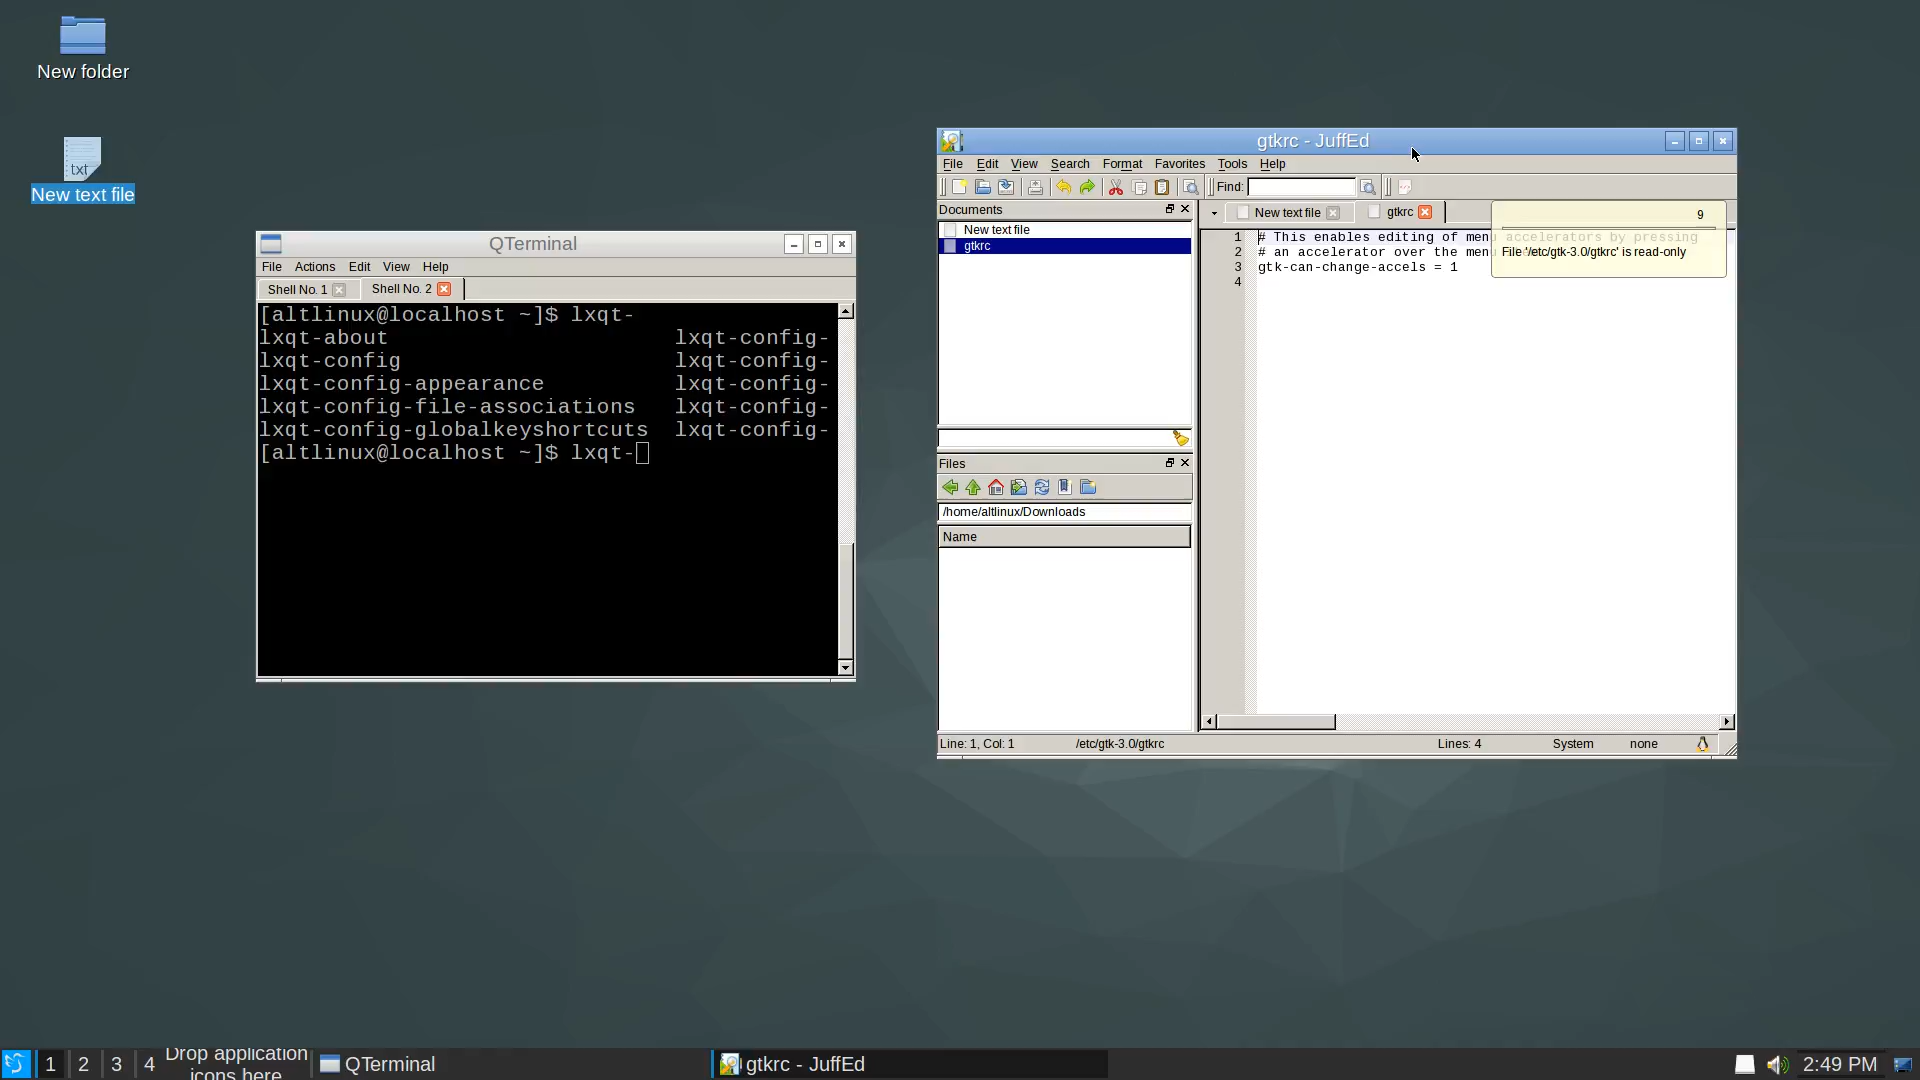 New folder
txt
New text file
QTerminal
File Actions Edit View Help
Shell No. 1
Shell No. 2
[altlinux@localhost ~]$ lxqt-
lxqt-about lxqt-config-
lxqt-config lxqt-config-
lxqt-config-appearance lxqt-config-
lxqt-config-file-associations lxqt-config-
lxqt-config-globalkeyshortcuts lxqt-config-
[altlinux@localhost ~]$ lxqt-
gtkrc - JuffEd
File Edit View Search Format Favorites Tools Help
Find:
Documents
New text file
gtkrc
Files
/home/altlinux/Downloads
Name
New text file
gtkrc
1 # This enables editing of menu accelerators by pressing
2 # an accelerator over the menu
3 gtk-can-change-accels = 1
4
9
File '/etc/gtk-3.0/gtkrc' is read-only
Line: 1, Col: 1 /etc/gtk-3.0/gtkrc Lines: 4 System none
1 2 3 4
Drop application
icons here
QTerminal
gtkrc - JuffEd
2:49 PM